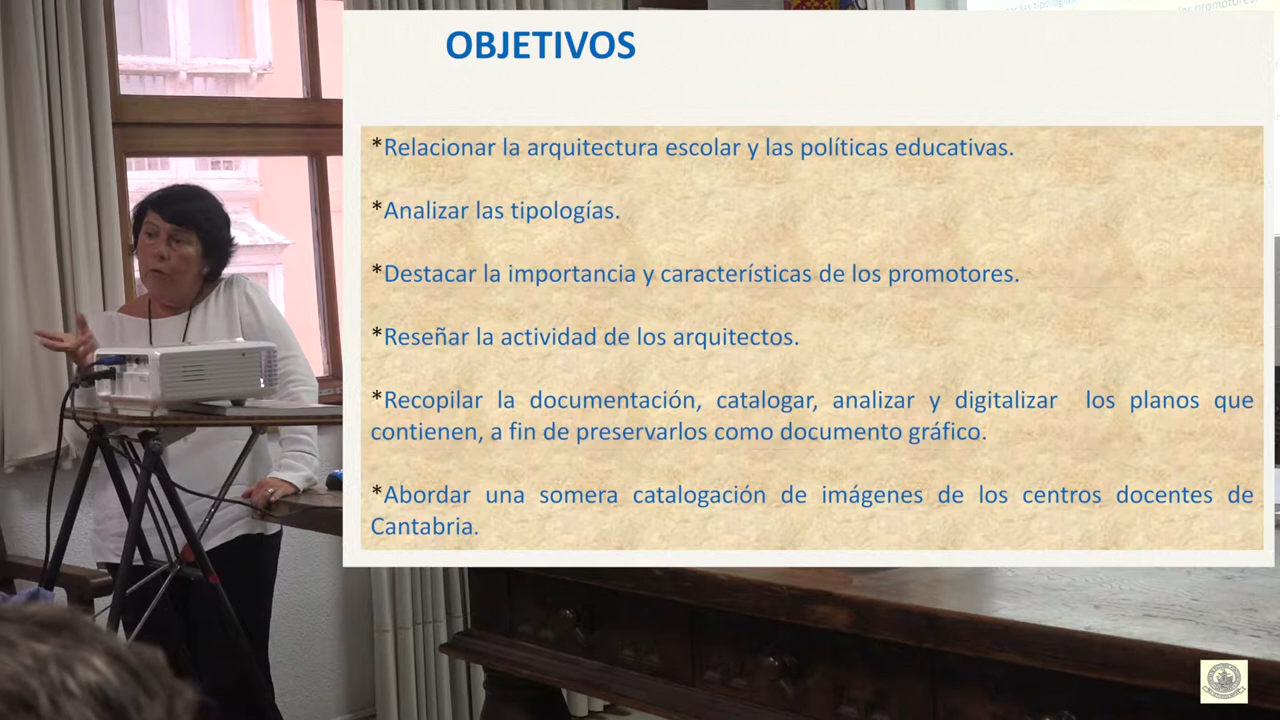 OBJETIVOS
*Relacionar la arquitectura escolar y las políticas educativas.
*Analizar las tipologías.
*Destacar la importancia y características de los promotores.
*Reseñar la actividad de los arquitectos.
*Recopilar la documentación, catalogar, analizar y digitalizar los planos que
contienen, a fin de preservarlos como documento gráfico.
*Abordar una somera catalogación de imágenes de los centros docentes de
Cantabria.